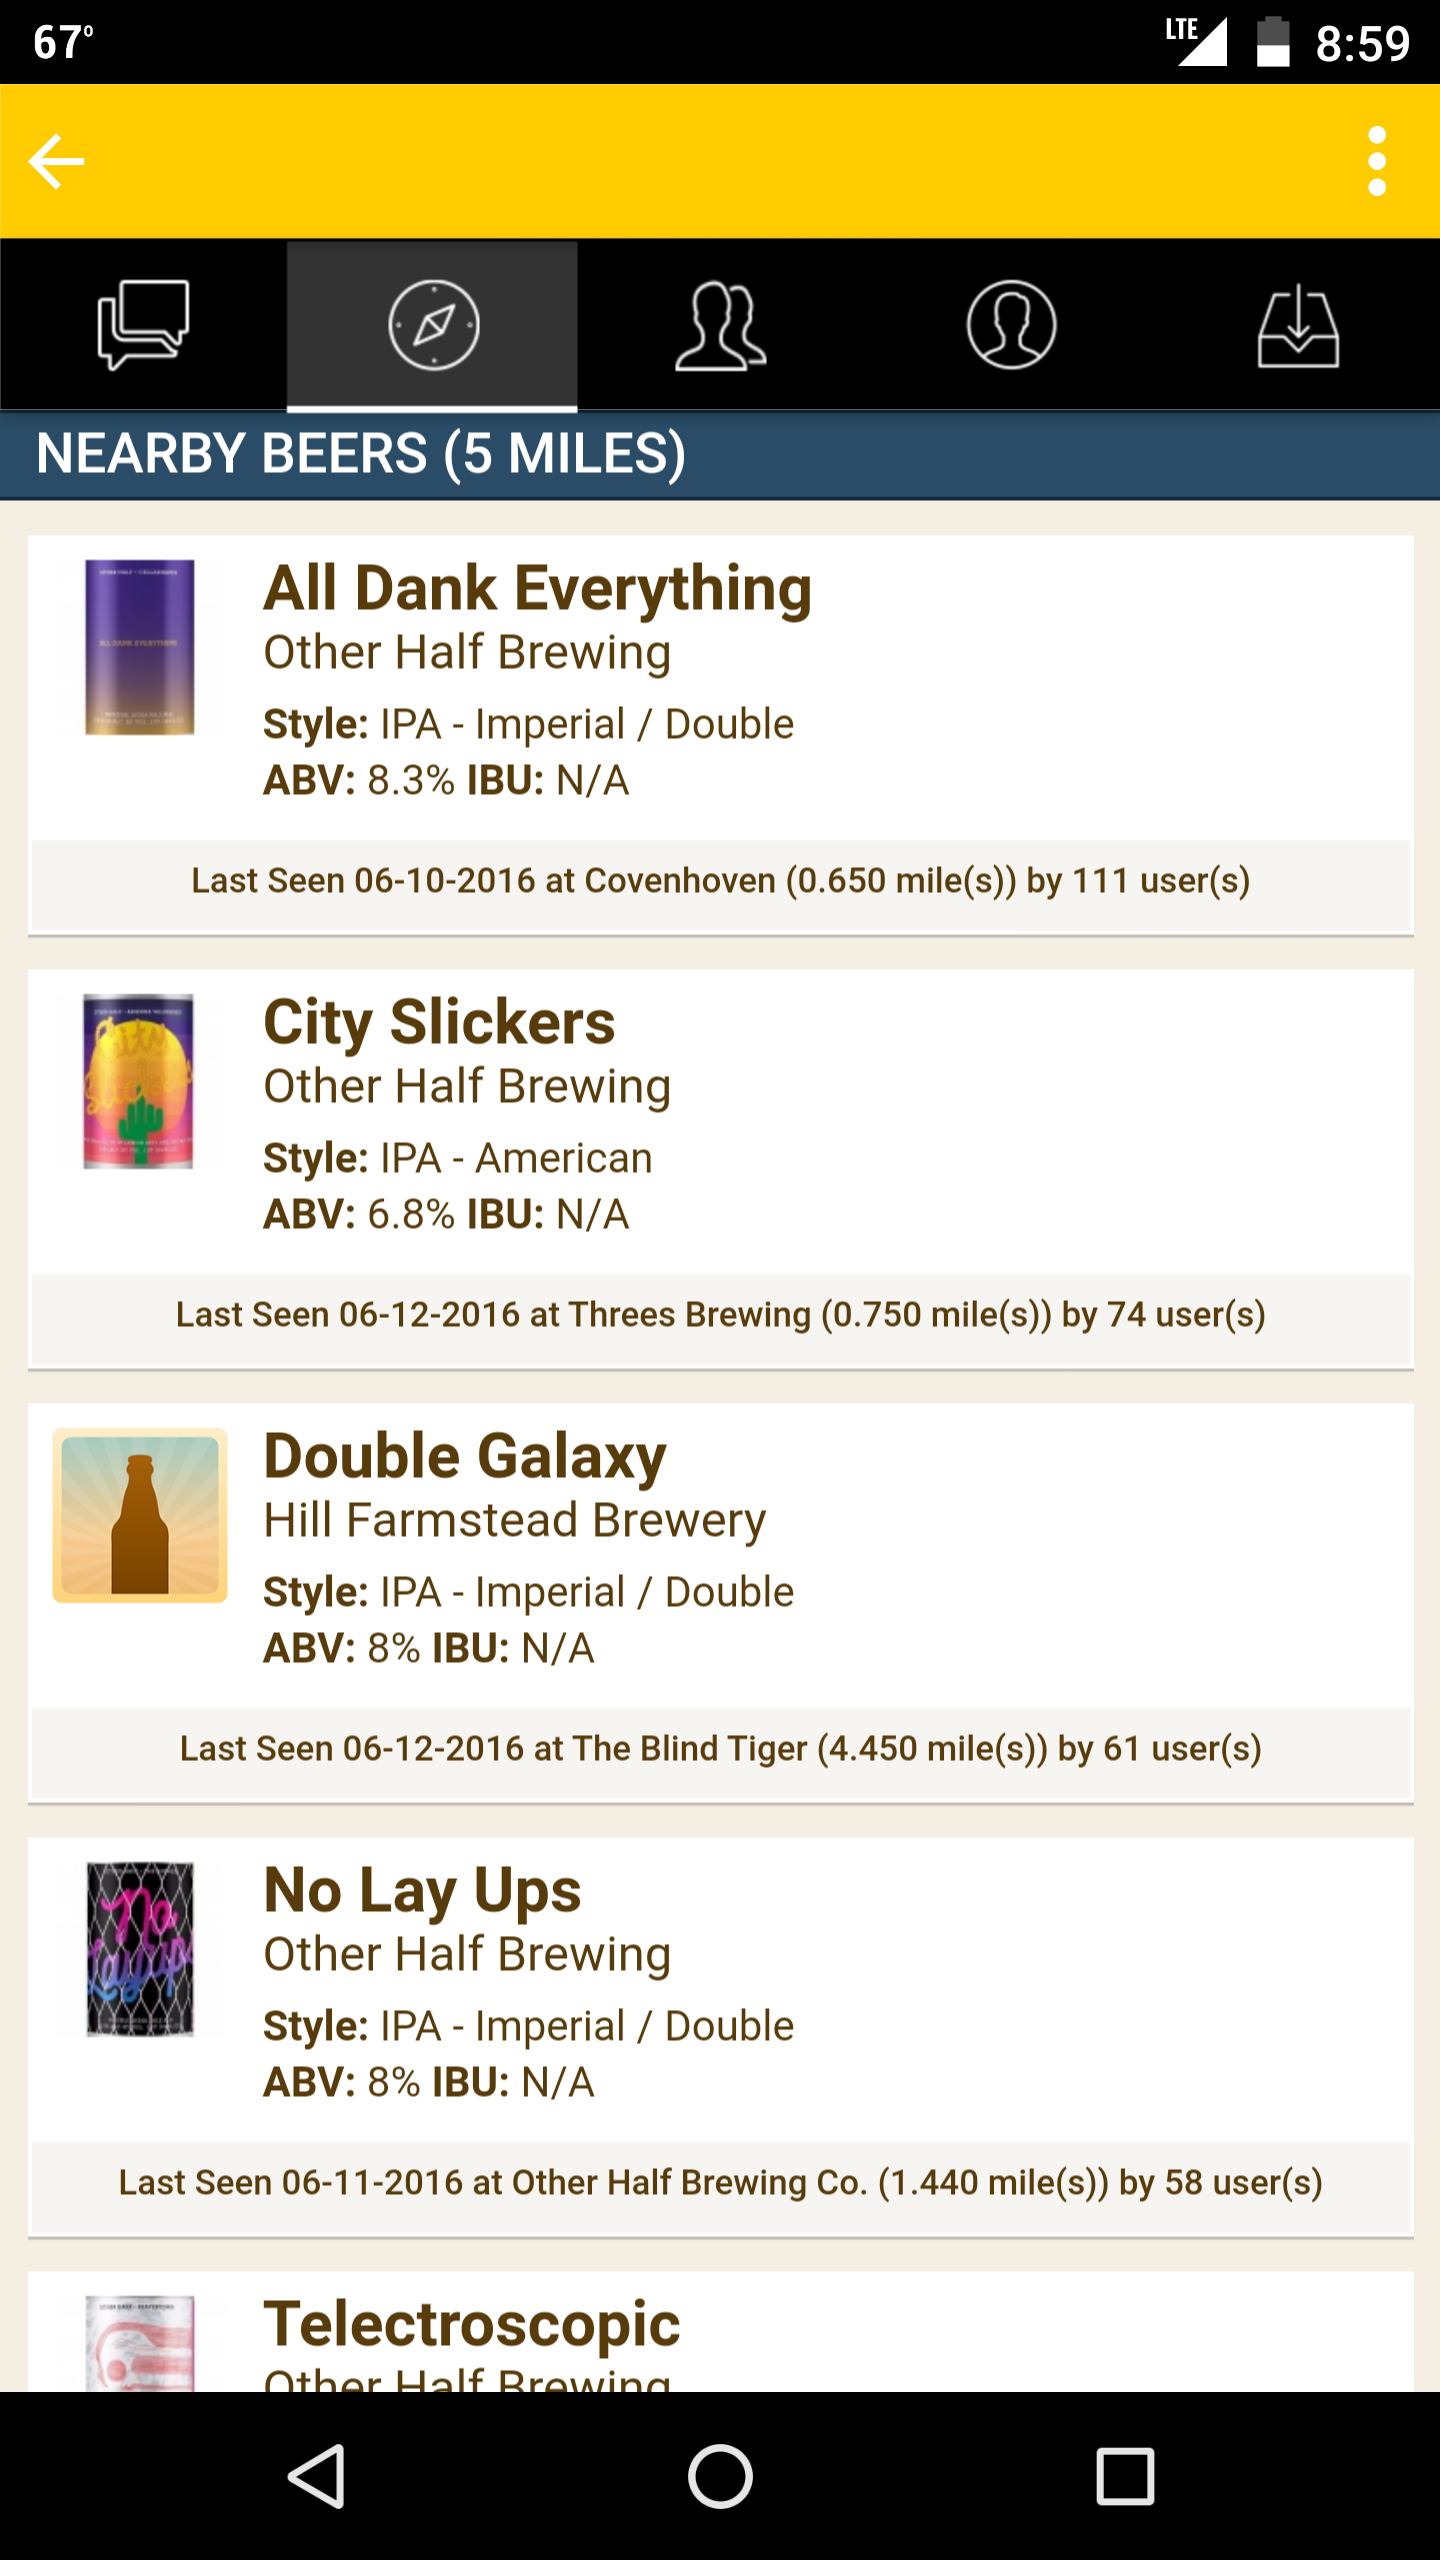 67°
LTE
8:59
NEARBY BEERS (5 MILES)
All Dank Everything
Other Half Brewing
Style: IPA - Imperial / Double
ABV: 8.3% IBU: N/A
Last Seen 06-10-2016 at Covenhoven (0.650 mile(s)) by 111 user(s)
City Slickers
Other Half Brewing
Style: IPA - American
ABV: 6.8% IBU: N/A
Last Seen 06-12-2016 at Threes Brewing (0.750 mile(s)) by 74 user(s)
Double Galaxy
Hill Farmstead Brewery
Style: IPA - Imperial / Double
ABV: 8% IBU: N/A
Last Seen 06-12-2016 at The Blind Tiger (4.450 mile(s)) by 61 user(s)
No Lay Ups
Other Half Brewing
Style: IPA - Imperial / Double
ABV: 8% IBU: N/A
Last Seen 06-11-2016 at Other Half Brewing Co. (1.440 mile(s)) by 58 user(s)
Telectroscopic
Other Half Brewing